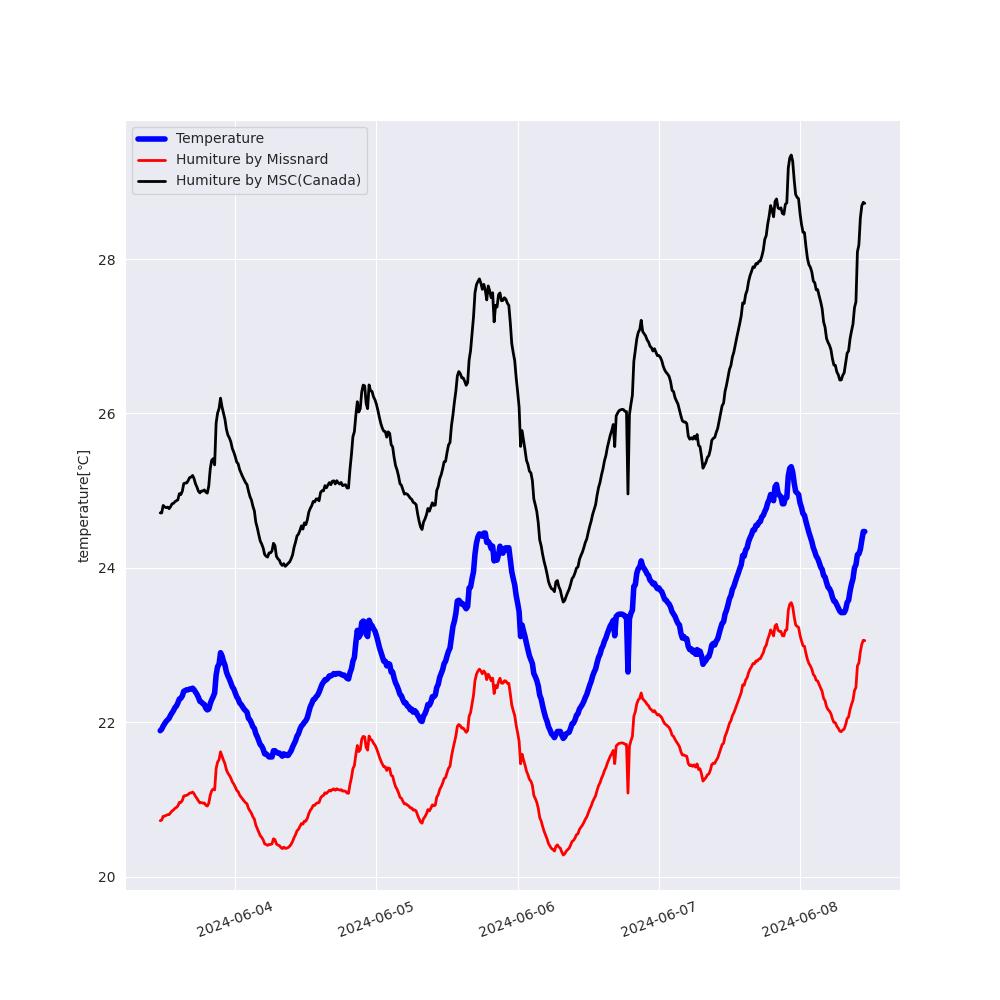 Temperature
Humiture by Missnard
Humiture by MSC(Canada)
28
26
24
22
20
temperature[℃]
2024-06-04
2024-06-05
2024-06-06
2024-06-07
2024-06-08